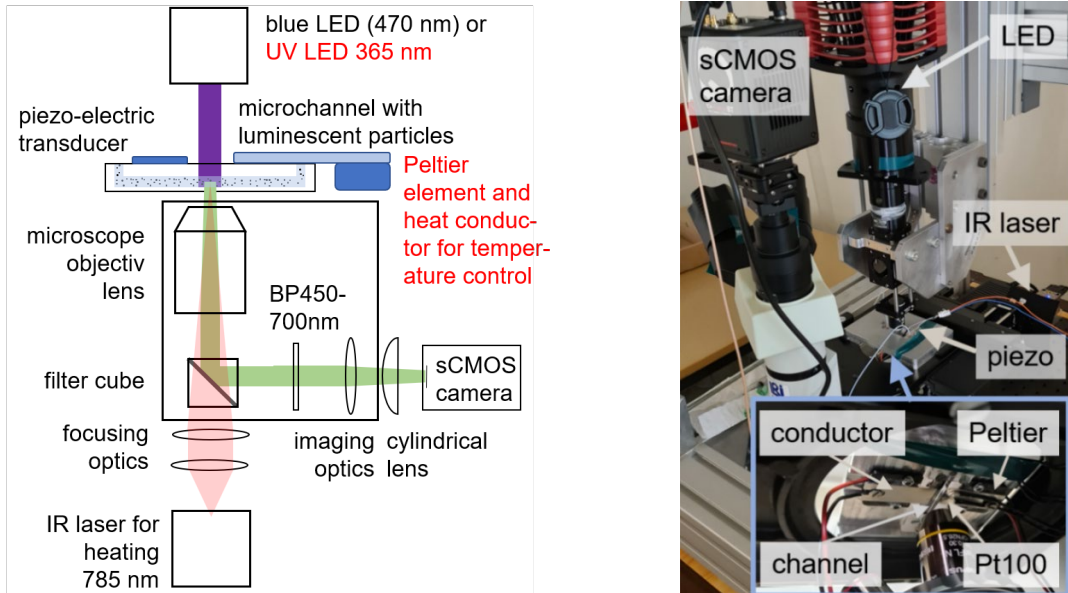 blue LED (470 nm) or
UV LED 365 nm
piezo-electric
transducer
microchannel with
luminescent particles
Peltier
element and
heat conduc-
tor for temper-
ature control
microscope
objectiv
lens
BP450-
700nm
filter cube
sCMOS
camera
focusing
optics
imaging
optics
cylindrical
lens
IR laser for
heating
785 nm
sCMOS
camera
LED
IR laser
piezo
conductor
Peltier
channel
Pt100